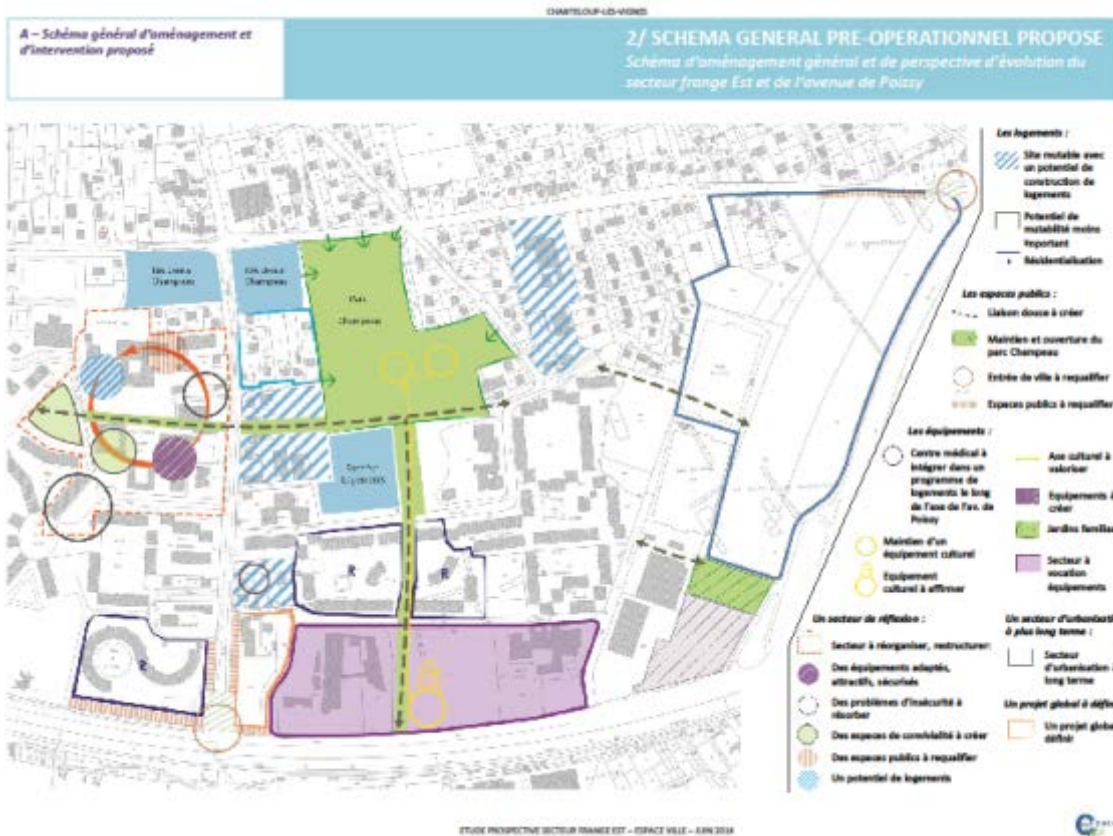 CHANTELOUP-LES-VIGNES
A – Schéma général d'aménagement et
d'intervention proposé
2/ SCHEMA GENERAL PRE-OPERATIONNEL PROPOSE
Schéma d'aménagement général et de perspective d'évolution du
secteur frange Est et de l'avenue de Poissy
Champeau
Champeau
Parc
Champeau
R
R
R
Les logements :
Site mutable avec
un potentiel de
construction de
logements
Potentiel de
mutabilité moins
important
Résidentialisation
Les espaces publics :
Liaison douce à créer
Maintien et ouverture du
parc Champeau
Entrée de ville à requalifier
Espaces publics à requalifier
Les équipements :
Centre médical à
intégrer dans un
programme de
logements le long
de l'axe de l'av. de
Poissy
Maintien d'un
équipement culturel
Equipement
culturel à affirmer
Axe culturel à
valoriser
Equipements à
créer
Jardins familiaux
Secteur à
vocation
équipements
Un secteur de réflexion :
Secteur à réorganiser, restructurer
Des équipements adaptés,
attractifs, sécurisés
Des problèmes d'insécurité à
résorber
Des espaces de convivialité à créer
Des espaces publics à requalifier
Un potentiel de logements
Un secteur d'urbanisati
à plus long terme :
Secteur
d'urbanisation à
long terme
Un projet global à défin
Un projet global
définir
ETUDE PROSPECTIVE SECTEUR FRANGE EST – ESPACE VILLE – JUIN 2014